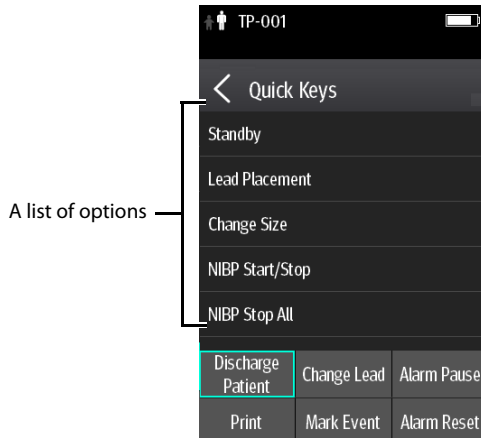 TP-001
Quick Keys
Standby
Lead Placement
Change Size
NIBP Start/Stop
NIBP Stop All
A list of options
Discharge
Patient
Change Lead
Alarm Pause
Print
Mark Event
Alarm Reset